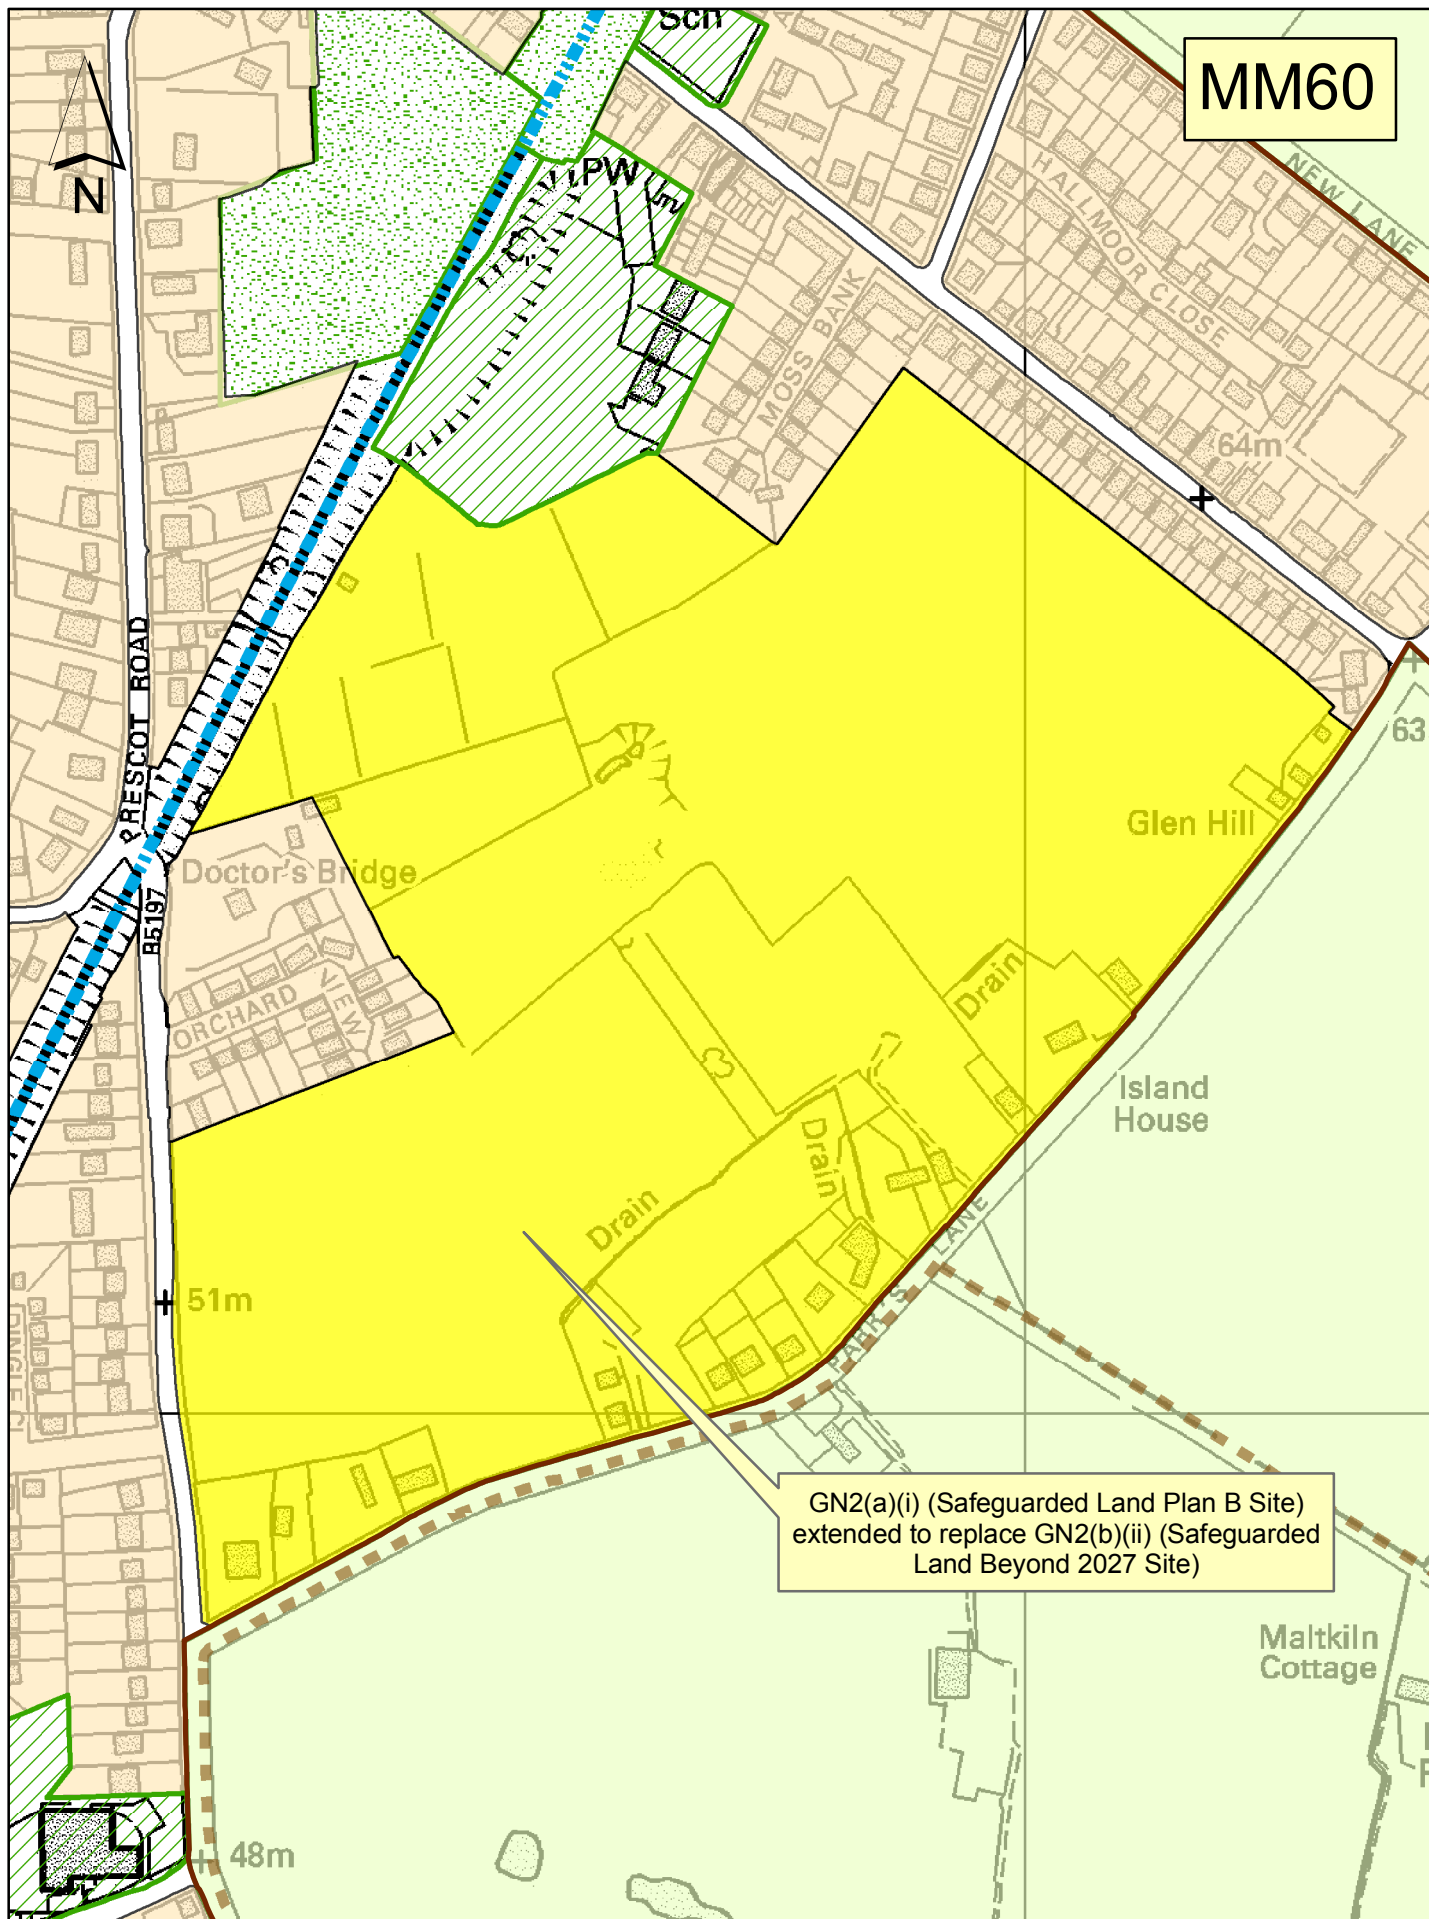 Sch
MM60
N
PW
NEW LANE
HALLMOOR CLOSE
MOSS BANK
64m
PRESCOT ROAD
63
Glen Hill
Doctor's Bridge
B5197
ORCHARD
VIEW
Drain
Island
House
Drain
Drain
PARR'S LANE
51m
DINGLE
GN2(a)(i) (Safeguarded Land Plan B Site)
extended to replace GN2(b)(ii) (Safeguarded
Land Beyond 2027 Site)
Maltkiln
Cottage
48m